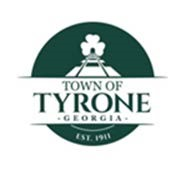 TOWN OF
TYRONE
- GEORGIA -
EST. 1911